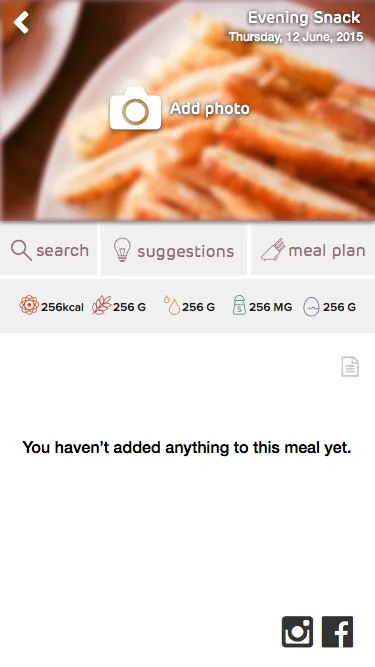 Evening Snack
Thursday, 12 June, 2015
Add photo
search
suggestions
meal plan
256kcal
256 G
256 G
S
256 MG
256 G
You haven’t added anything to this meal yet.